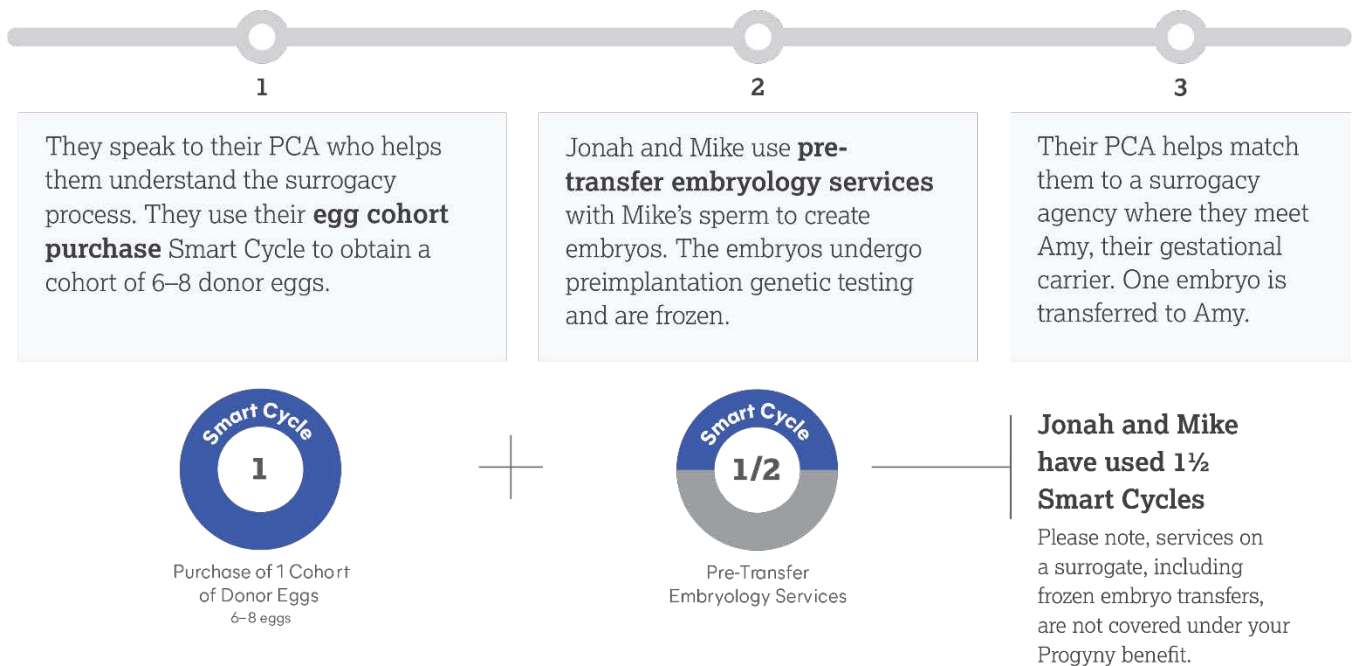 1
They speak to their PCA who helps
them understand the surrogacy
process. They use their egg cohort
purchase Smart Cycle to obtain a
cohort of 6–8 donor eggs.
2
Jonah and Mike use pre-
transfer embryology services
with Mike's sperm to create
embryos. The embryos undergo
preimplantation genetic testing
and are frozen.
3
Their PCA helps match
them to a surrogacy
agency where they meet
Amy, their gestational
carrier. One embryo is
transferred to Amy.
Smart Cycle
1
Purchase of 1 Cohort
of Donor Eggs
6–8 eggs
Smart Cycle
1/2
Pre-Transfer
Embryology Services
Jonah and Mike
have used 1½
Smart Cycles
Please note, services on
a surrogate, including
frozen embryo transfers,
are not covered under your
Progyny benefit.